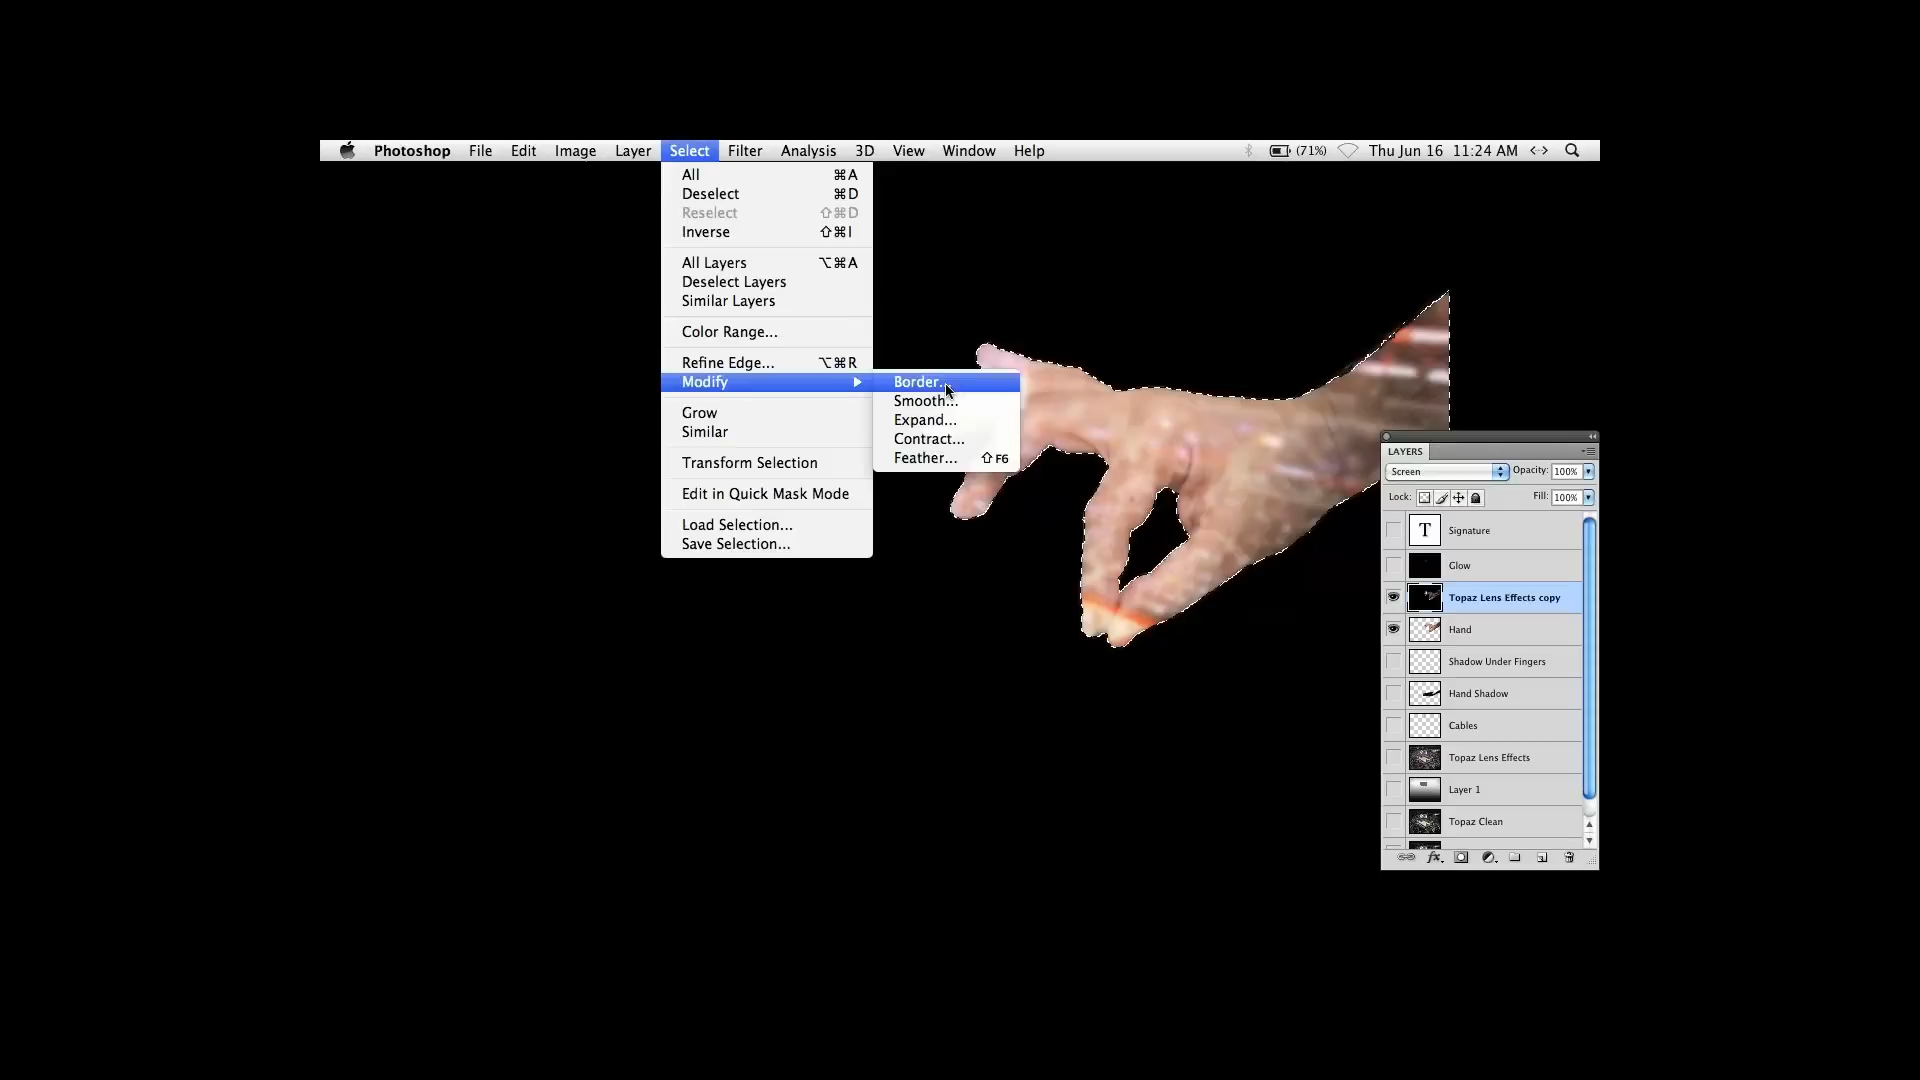 Photoshop File Edit Image Layer Select Filter Analysis 3D View Window Help (71%) Thu Jun 16 11:24 AM
All ⌘A
Deselect ⌘D
Reselect ⇧⌘D
Inverse ⇧⌘I
All Layers ⌥⌘A
Deselect Layers
Similar Layers
Color Range...
Refine Edge... ⌥⌘R
Modify
Grow
Similar
Transform Selection
Edit in Quick Mask Mode
Load Selection...
Save Selection...
Border...
Smooth...
Expand...
Contract...
Feather... ⇧F6
LAYERS
Screen Opacity: 100%
Lock: Fill: 100%
T Signature
Glow
Topaz Lens Effects copy
Hand
Shadow Under Fingers
Hand Shadow
Cables
Topaz Lens Effects
Layer 1
Topaz Clean
fx